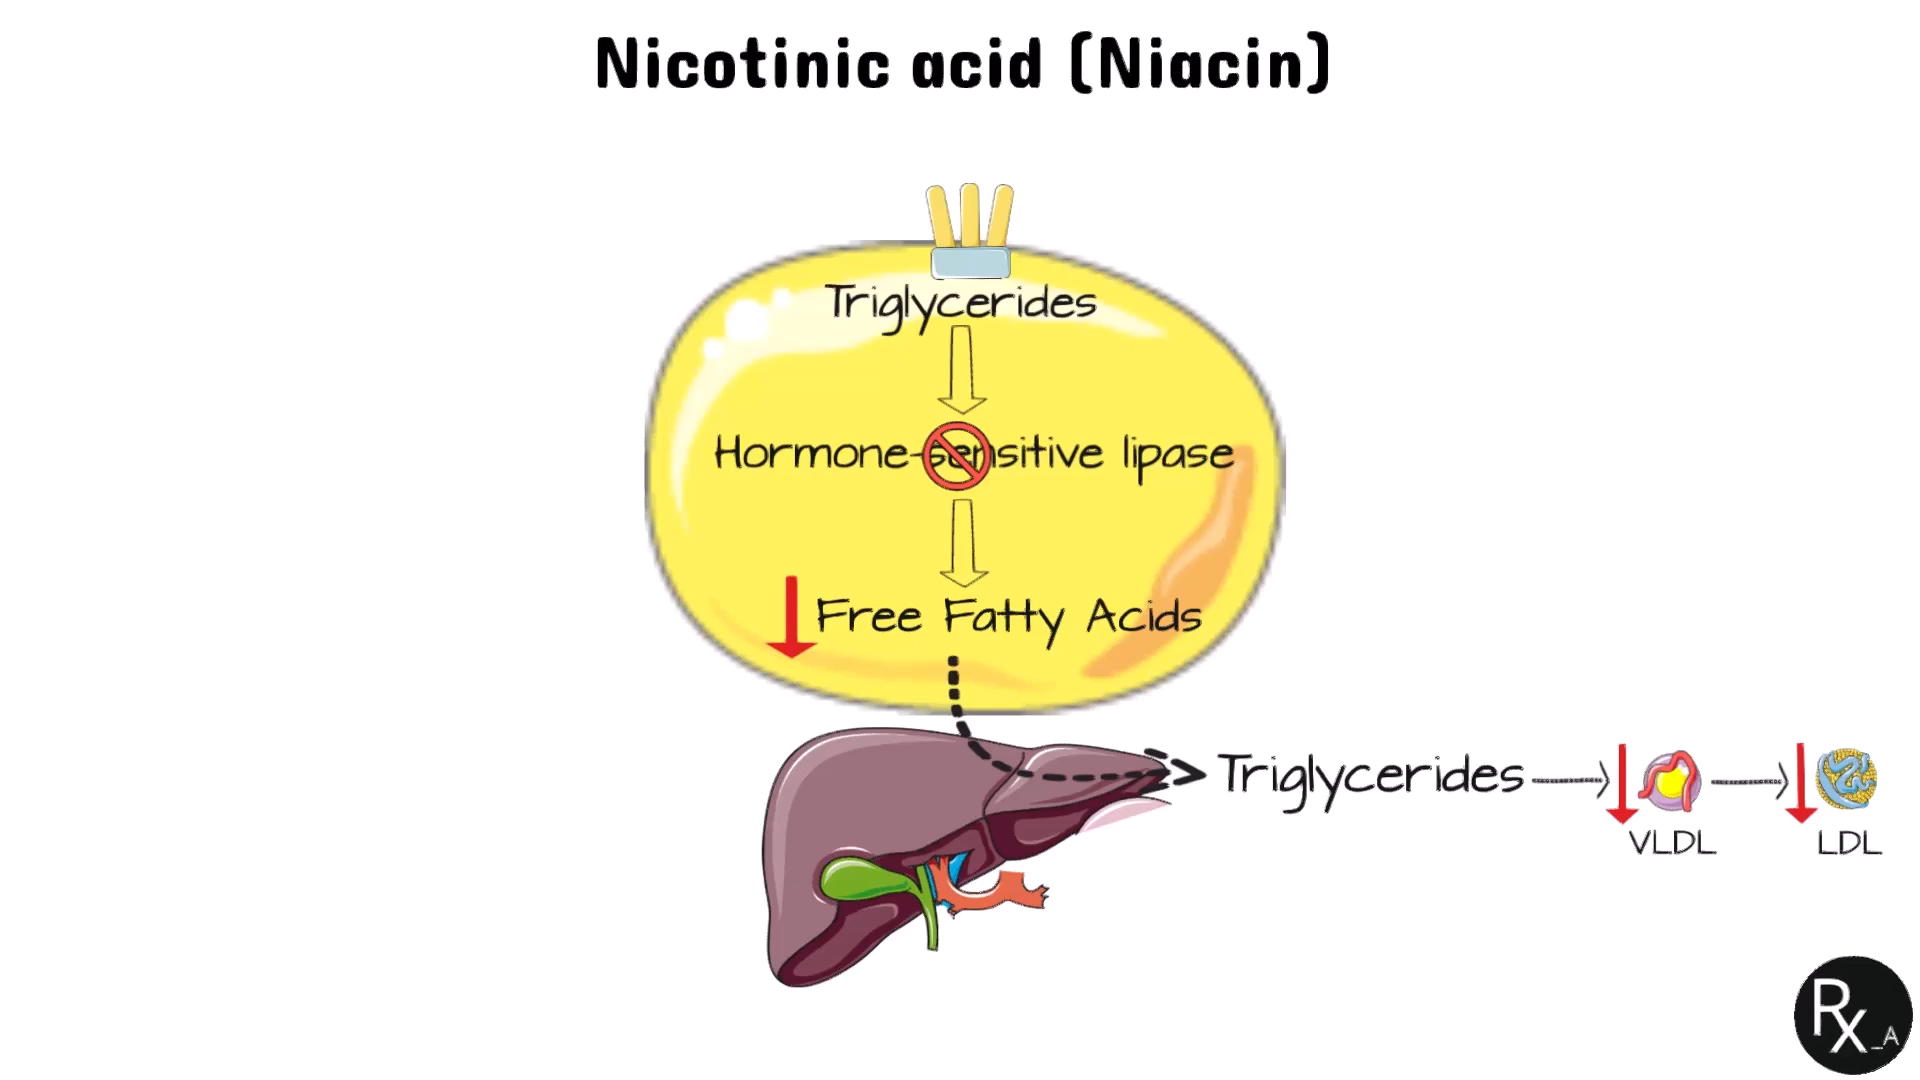 Nicotinic acid (Niacin)
Triglycerides
Hormone-sensitive lipase
Free Fatty Acids
Triglycerides
VLDL
LDL
Rx_A